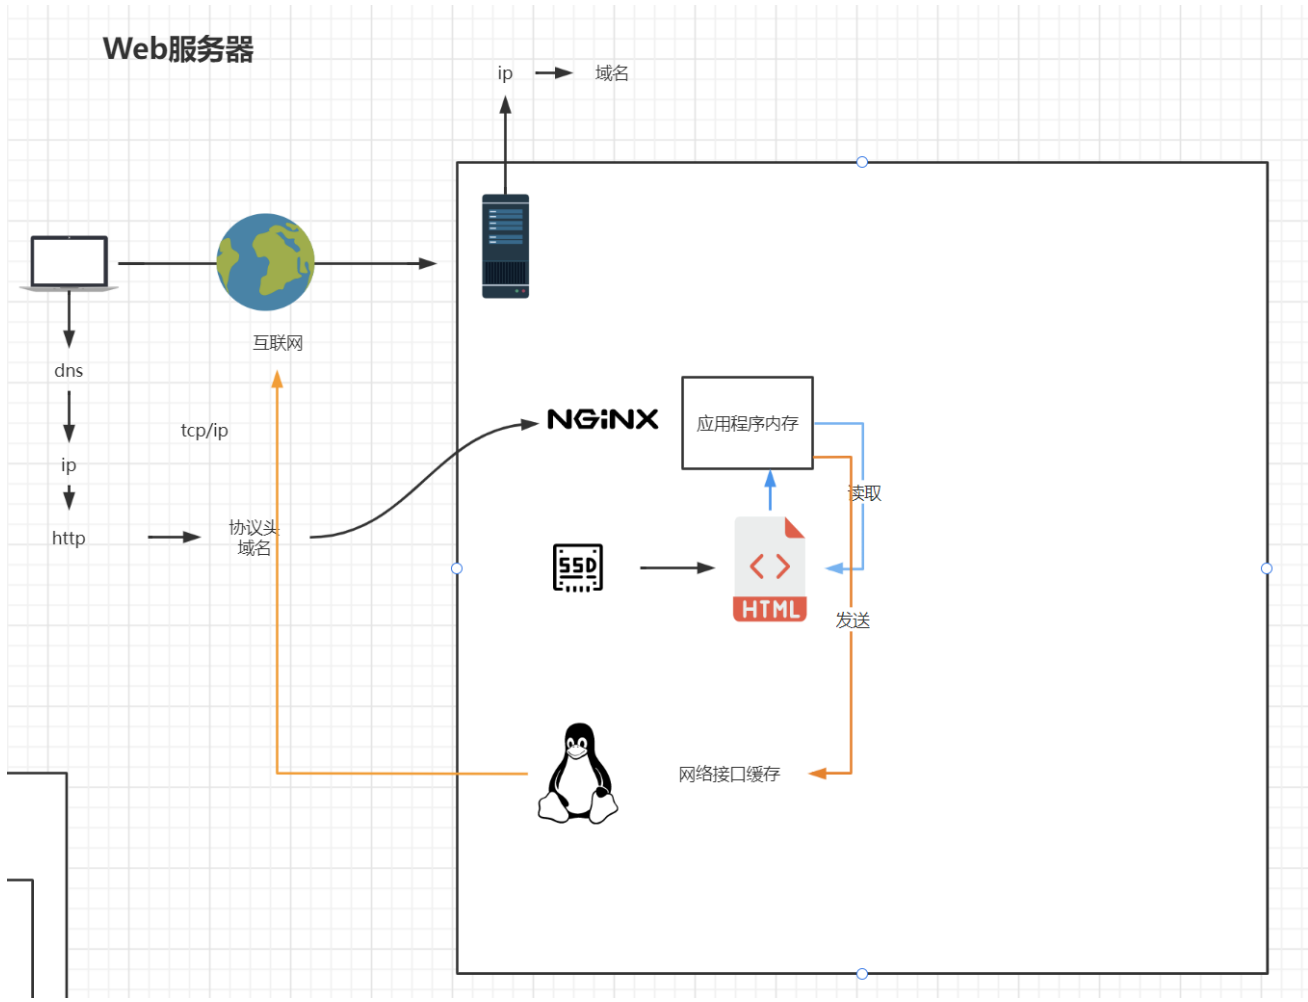 Web服务器
ip
域名
互联网
dns
tcp/ip
ip
http
协议头
域名
NGiNX
应用程序内存
读取
SSD
HTML
发送
网络接口缓存